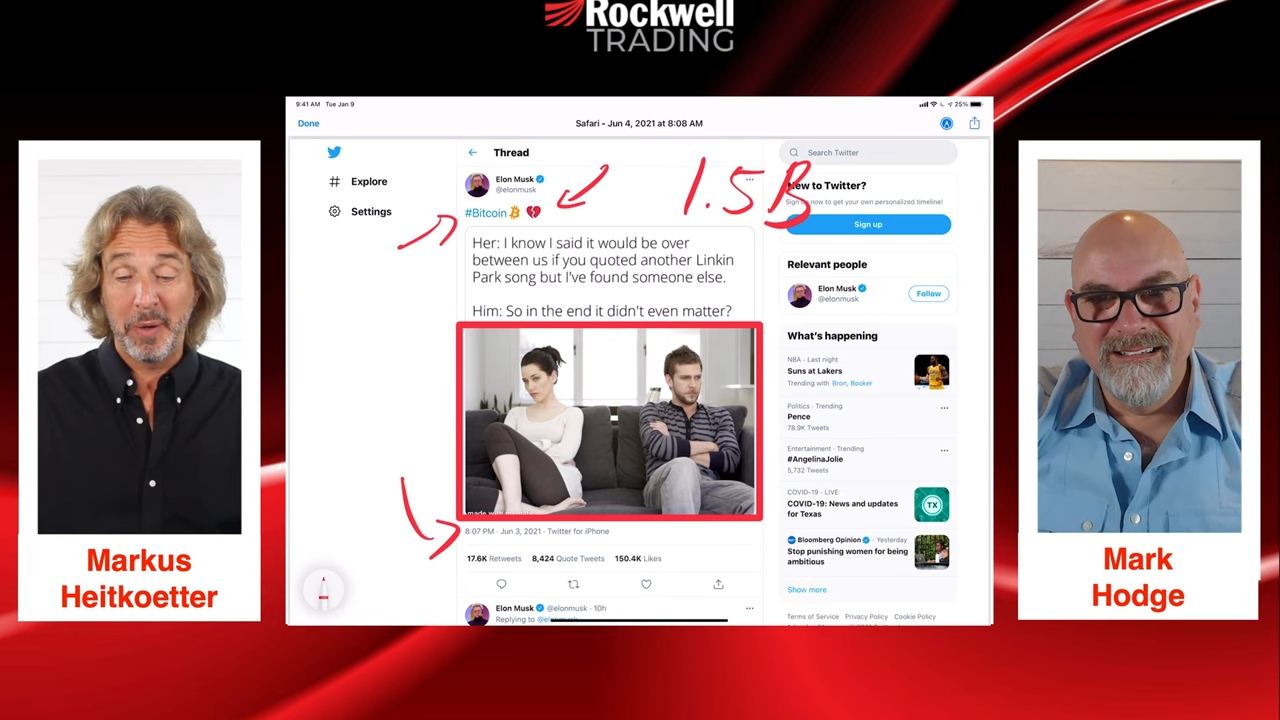 Rockwell
TRADING
9:41 AM Tue Jan 9
25%
Done
Safari - Jun 4, 2021 at 8:08 AM
Thread
Search Twitter
Explore
Settings
Elon Musk
@elonmusk
#Bitcoin
1.5B
Her: I know I said it would be over
between us if you quoted another Linkin
Park song but I've found someone else.
Him: So in the end it didn't even matter?
8:07 PM · Jun 3, 2021 · Twitter for iPhone
17.6K Retweets 8,424 Quote Tweets 150.4K Likes
Elon Musk @elonmusk · 10h
Replying to
New to Twitter?
Sign up now to get your own personalized timeline!
Sign up
Relevant people
Elon Musk
@elonmusk
Follow
What's happening
NBA · Last night
Suns at Lakers
Trending with Bron, Booker
Politics · Trending
Pence
78.9K Tweets
Entertainment · Trending
#AngelinaJolie
5,732 Tweets
COVID-19 · LIVE
COVID-19: News and updates
for Texas
TX
Bloomberg Opinion · Yesterday
Stop punishing women for being
ambitious
Show more
Terms of Service Privacy Policy Cookie Policy
Markus
Heitkoetter
Mark
Hodge